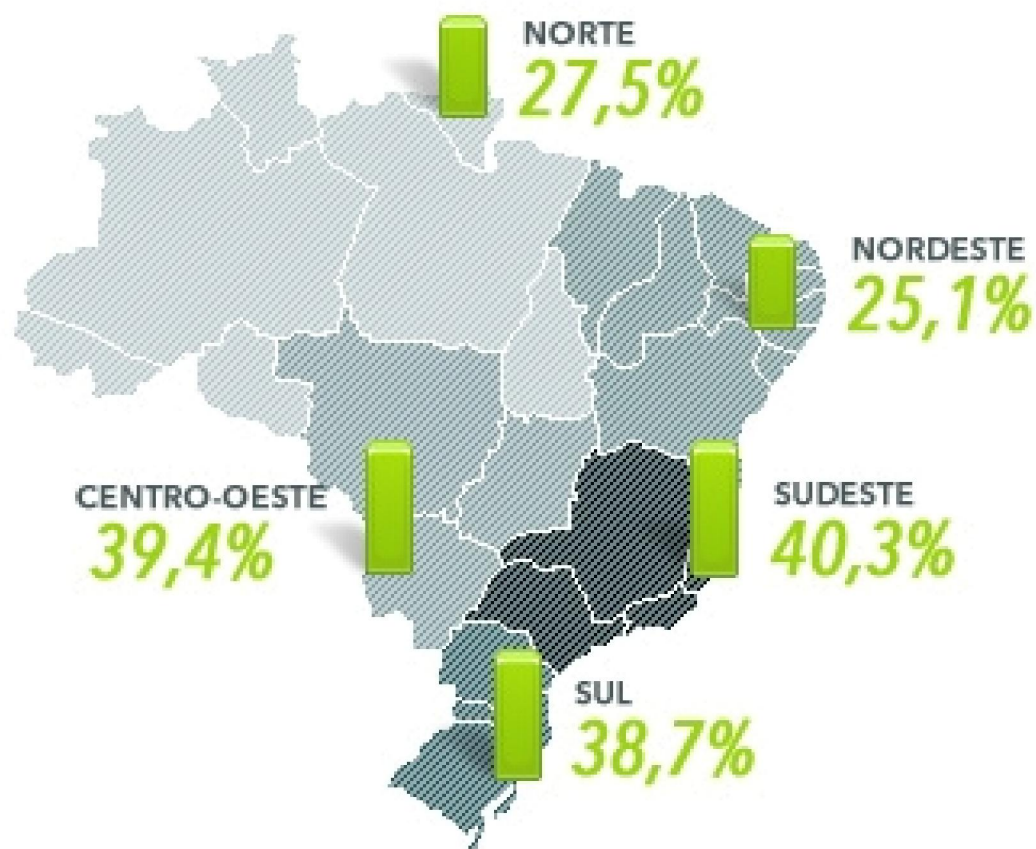 NORTE
27,5%
NORDESTE
25,1%
CENTRO-OESTE
39,4%
SUDESTE
40,3%
SUL
38,7%